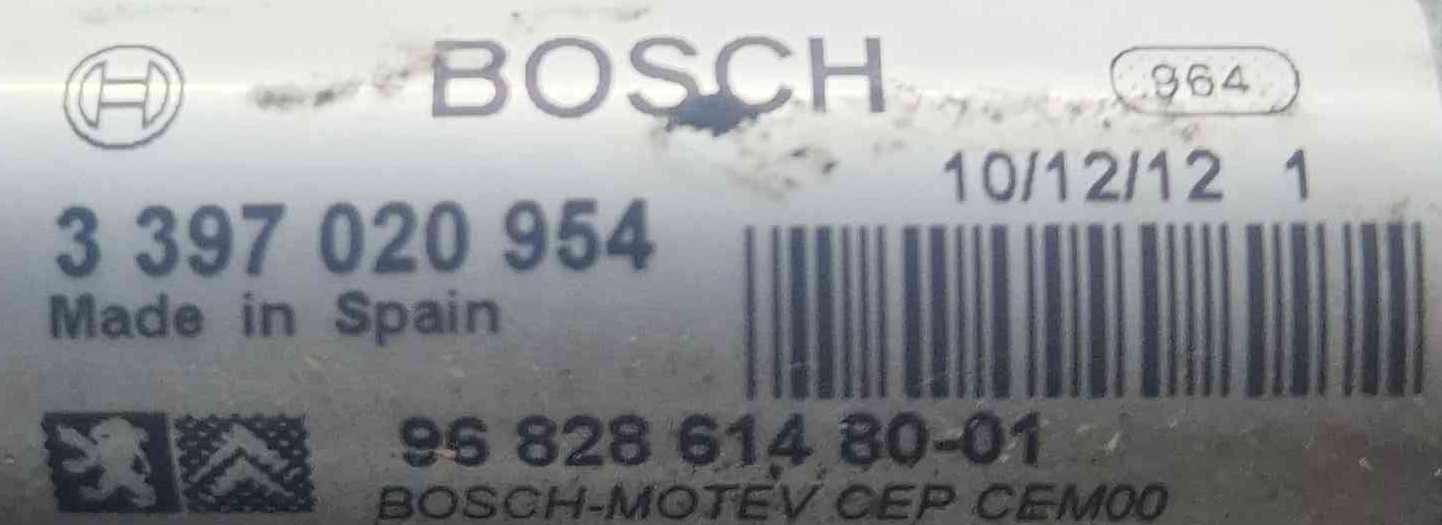 BOSCH
964
10/12/12 1
3 397 020 954
Made in Spain
96 828 614 80-01
BOSCH-MOTEV CEP CEM00